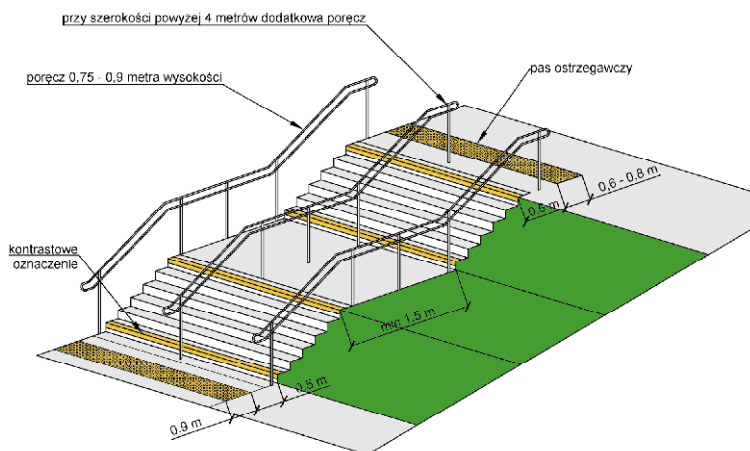 przy szerokości powyżej 4 metrów dodatkowa poręcz
poręcz 0,75 - 0,9 metra wysokości
pas ostrzegawczy
0,6 - 0,8 m
0,5 m
kontrastowe
oznaczenie
min 1,5 m
0,5 m
0,9 m